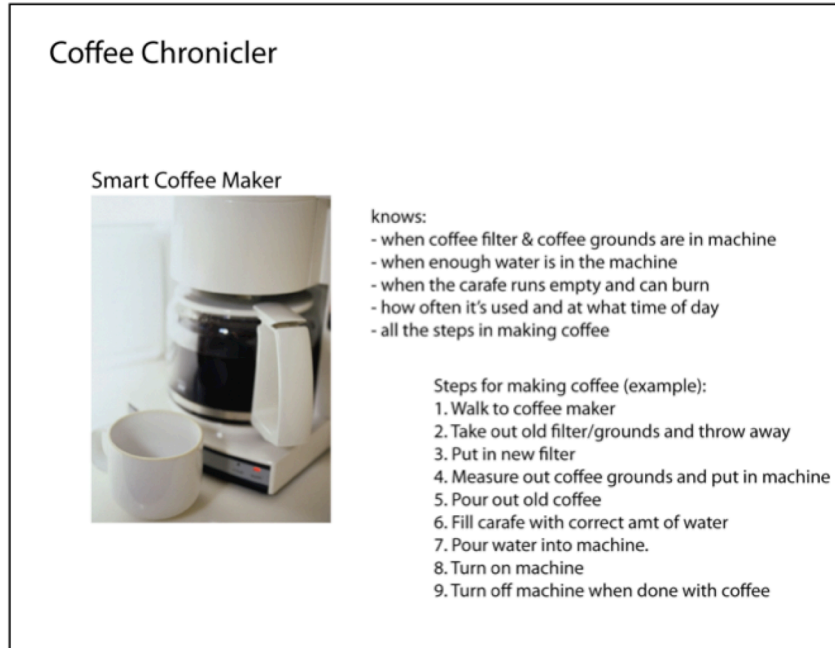 Coffee Chronicler
Smart Coffee Maker
knows:
- when coffee filter & coffee grounds are in machine
- when enough water is in the machine
- when the carafe runs empty and can burn
- how often it's used and at what time of day
- all the steps in making coffee
Steps for making coffee (example):
1. Walk to coffee maker
2. Take out old filter/grounds and throw away
3. Put in new filter
4. Measure out coffee grounds and put in machine
5. Pour out old coffee
6. Fill carafe with correct amt of water
7. Pour water into machine.
8. Turn on machine
9. Turn off machine when done with coffee